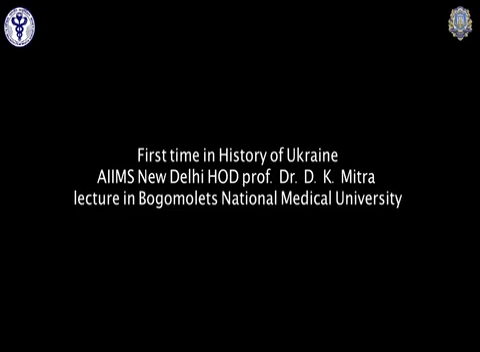 First time in History of Ukraine
AIIMS New Delhi HOD prof. Dr. D. K. Mitra
lecture in Bogomolets National Medical University